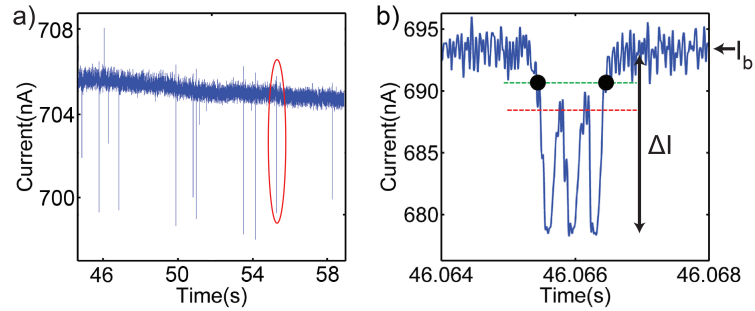 a)
708
704
700
Current(nA)
46 50 54 58
Time(s)
b)
695
690
685
680
Current(nA)
I_b
ΔI
46.064 46.066 46.068
Time(s)